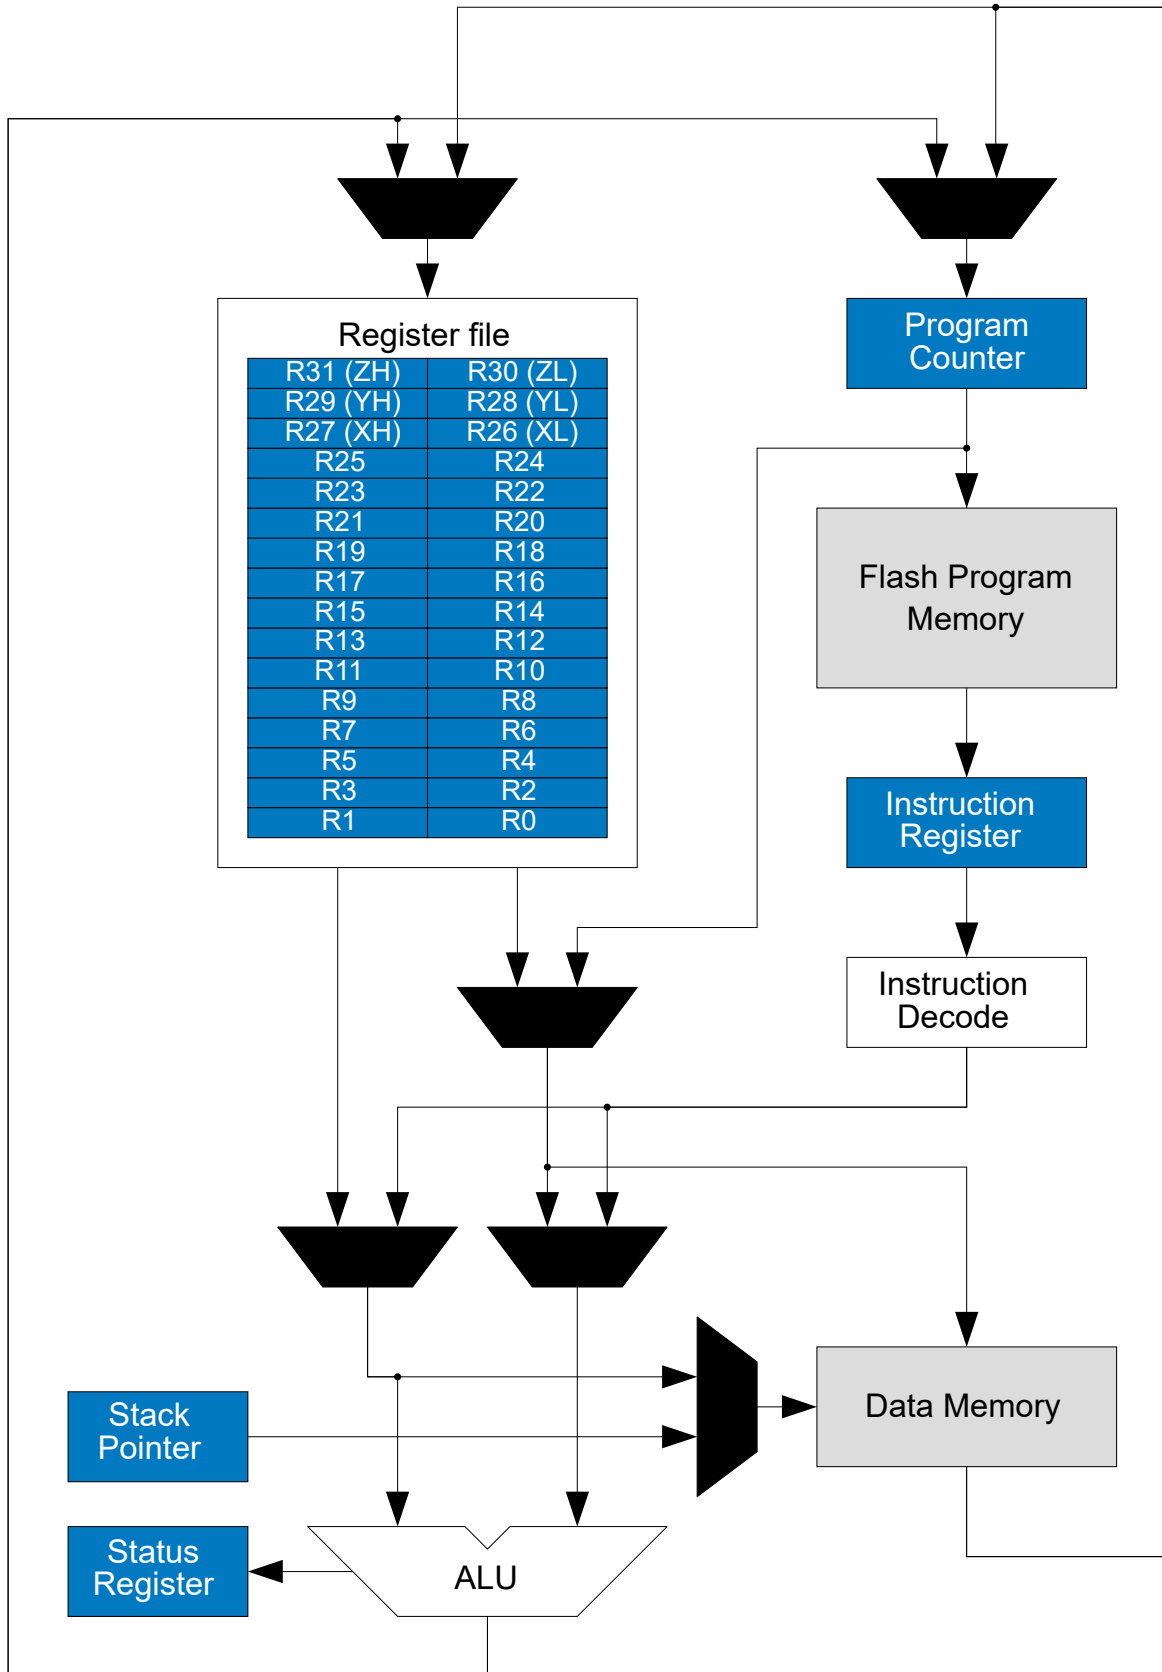 Register file
R31 (ZH) R30 (ZL)
R29 (YH) R28 (YL)
R27 (XH) R26 (XL)
R25 R24
R23 R22
R21 R20
R19 R18
R17 R16
R15 R14
R13 R12
R11 R10
R9 R8
R7 R6
R5 R4
R3 R2
R1 R0
Program
Counter
Flash Program
Memory
Instruction
Register
Instruction
Decode
Data Memory
Stack
Pointer
Status
Register
ALU